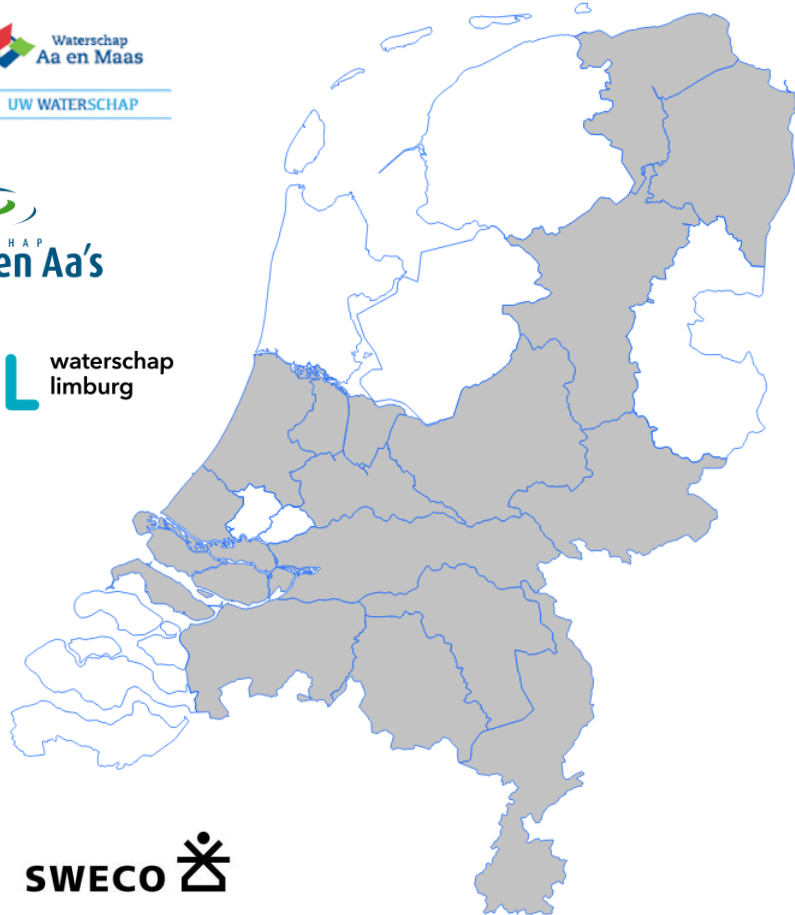 Waterschap
Aa en Maas
UW WATERSCHAP
HAP
en Aa's
L
waterschap
limburg
SWECO